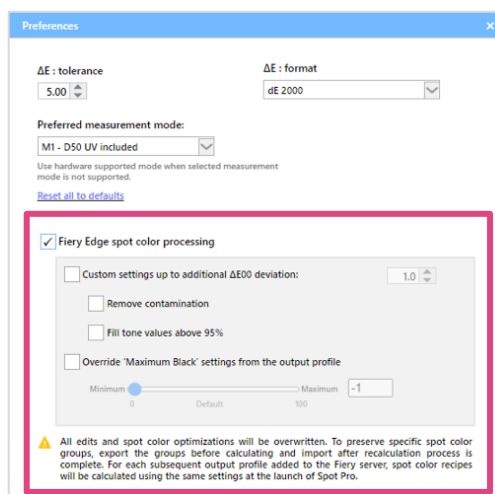 Preferences
ΔE : tolerance
ΔE : format
5.00
dE 2000
Preferred measurement mode:
M1 - D50 UV included
Use hardware supported mode when selected measurement
mode is not supported.
Reset all to defaults
Fiery Edge spot color processing
Custom settings up to additional ΔE00 deviation:
1.0
Remove contamination
Fill tone values above 95%
Override 'Maximum Black' settings from the output profile
Minimum
Maximum
-1
0
Default
100
All edits and spot color optimizations will be overwritten. To preserve specific spot color
groups, export the groups before calculating and import after recalculation process is
complete. For each subsequent output profile added to the Fiery server, spot color recipes
will be calculated using the same settings at the launch of Spot Pro.